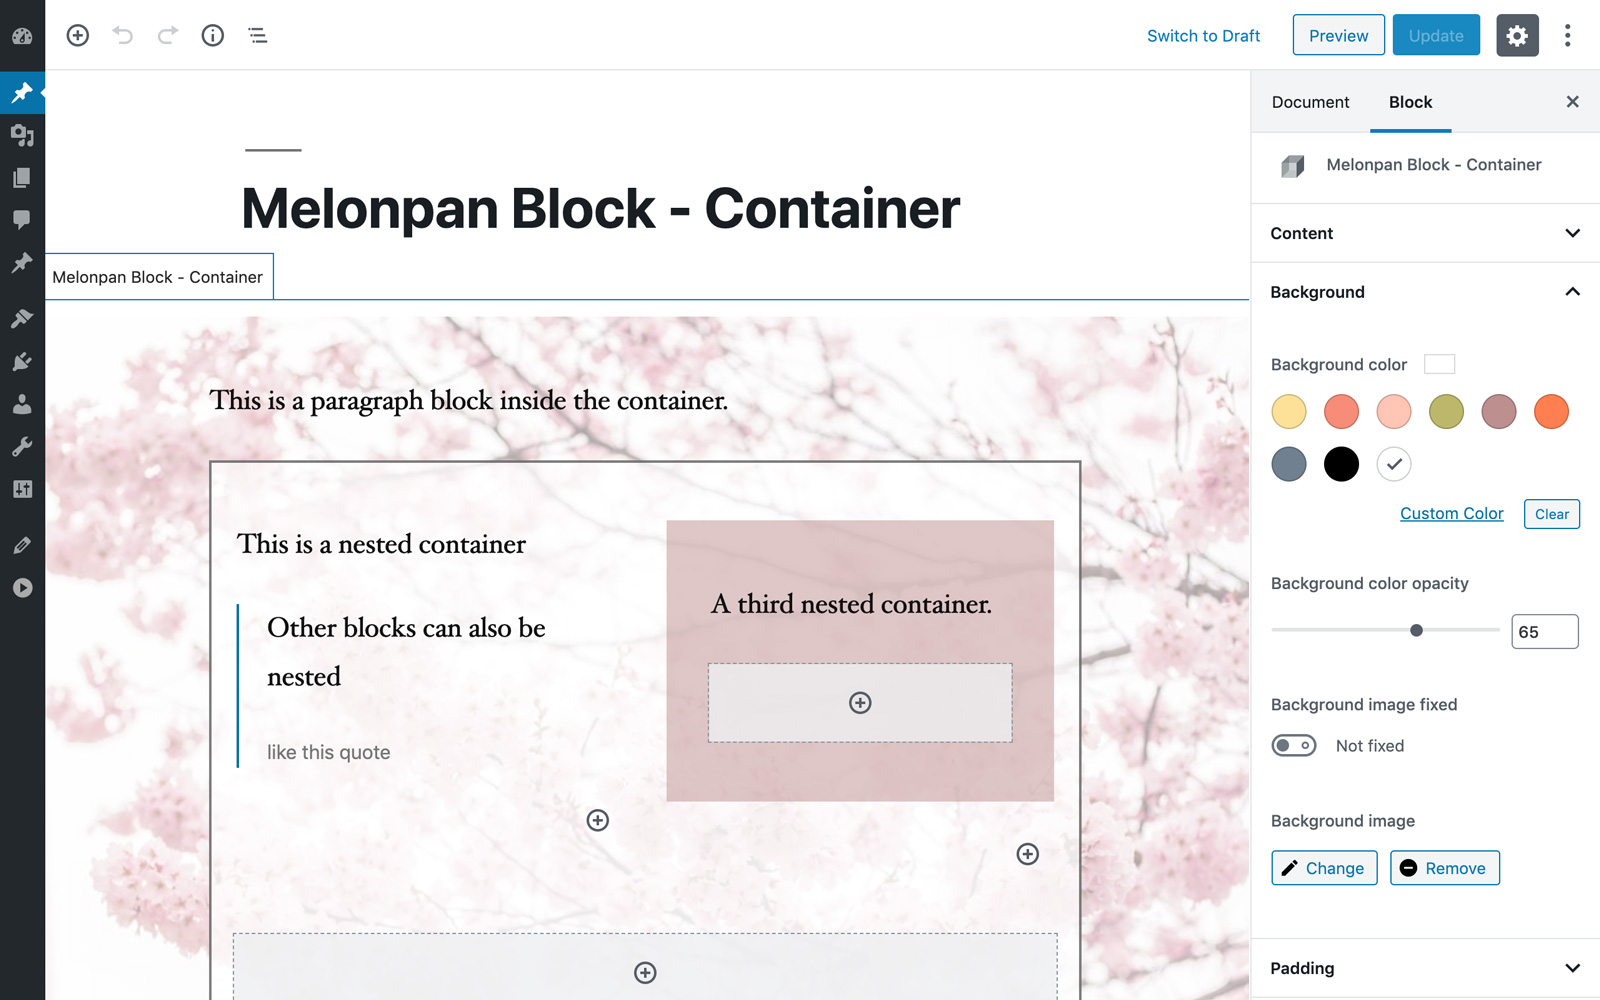 Switch to Draft
Preview
Update
Document
Block
Melonpan Block - Container
Melonpan Block - Container
Melonpan Block - Container
This is a paragraph block inside the container.
This is a nested container
Other blocks can also be
nested
like this quote
A third nested container.
Content
Background
Background color
Custom Color
Clear
Background color opacity
65
Background image fixed
Not fixed
Background image
Change
Remove
Padding